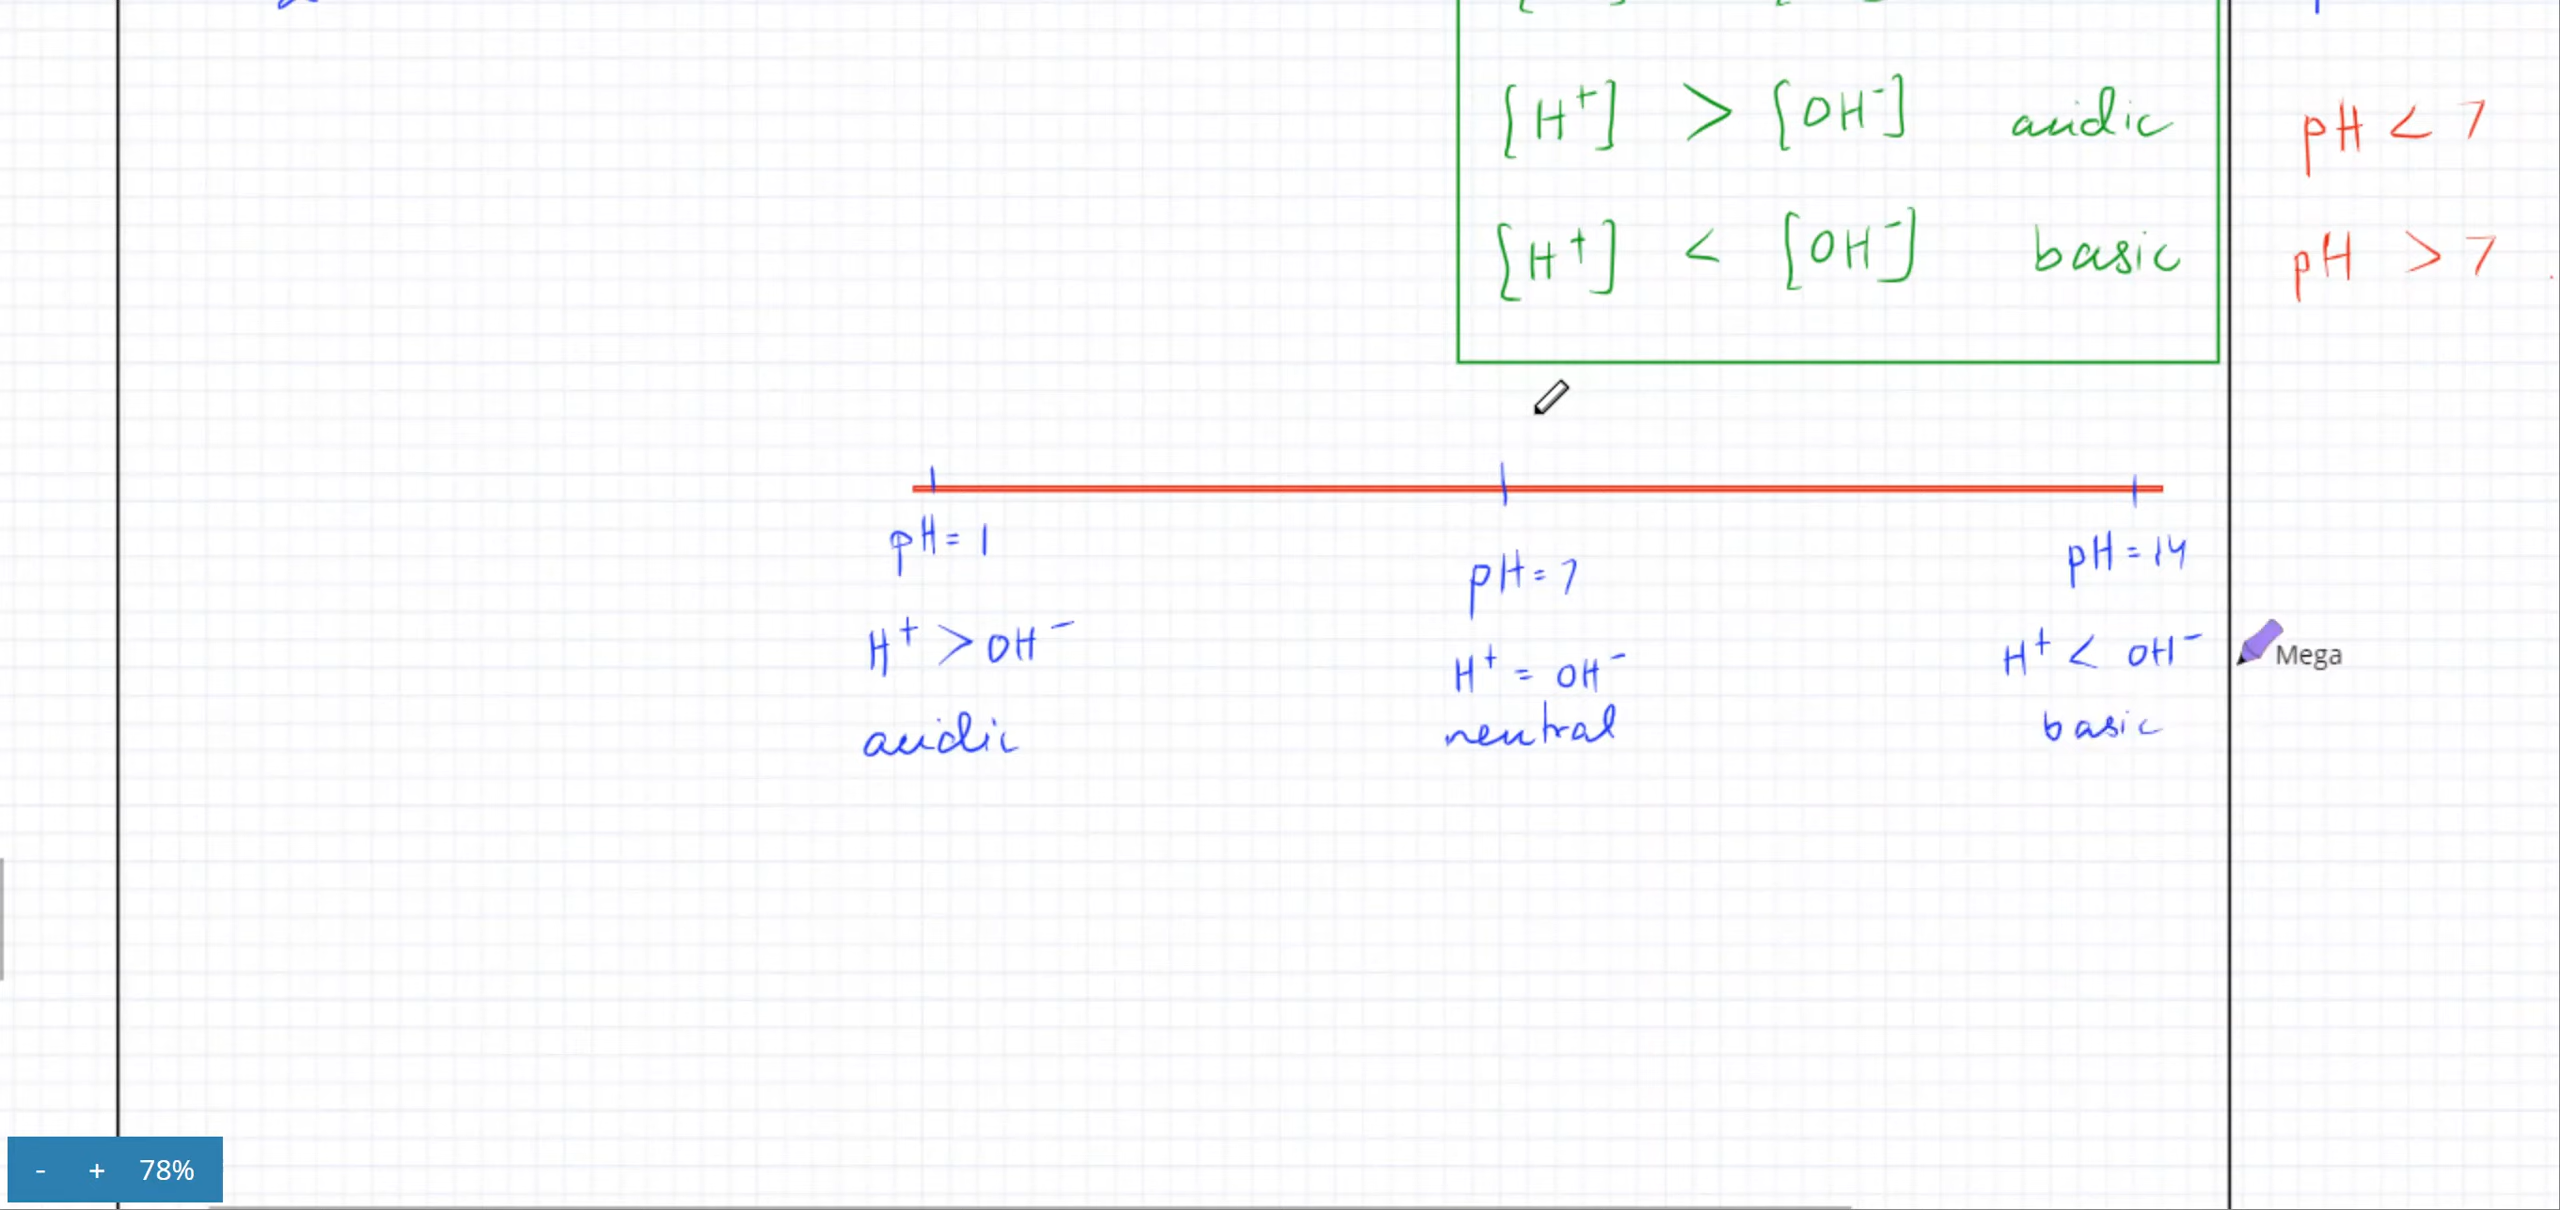 [H⁺] > [OH⁻] acidic pH < 7
[H⁺] < [OH⁻] basic pH > 7
pH = 1
pH = 7
pH = 14
H⁺ > OH⁻
H⁺ = OH⁻
H⁺ < OH⁻
Mega
acidic
neutral
basic
- + 78%